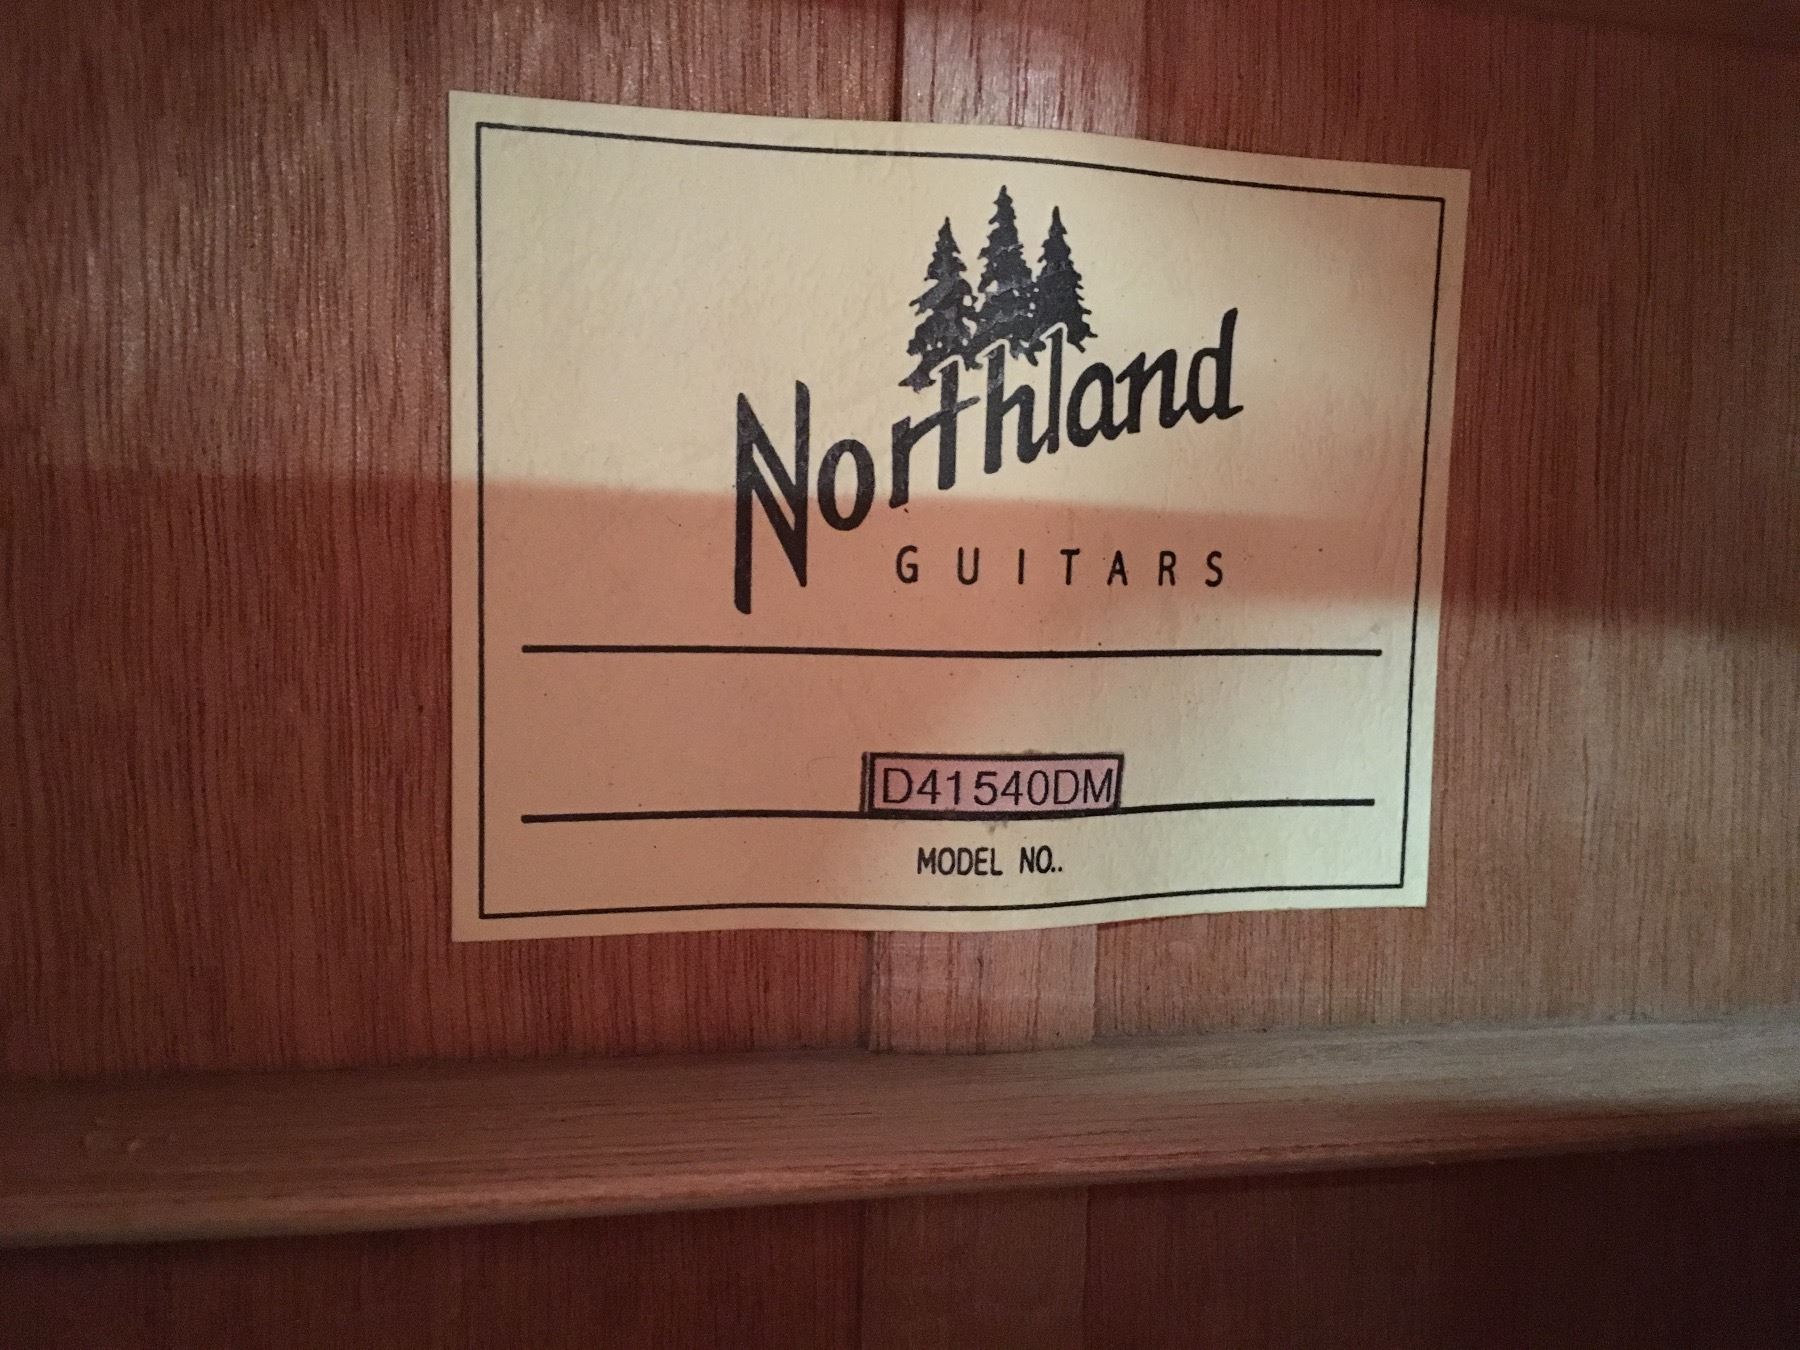 Northland
GUITARS
D41540DM
MODEL NO..